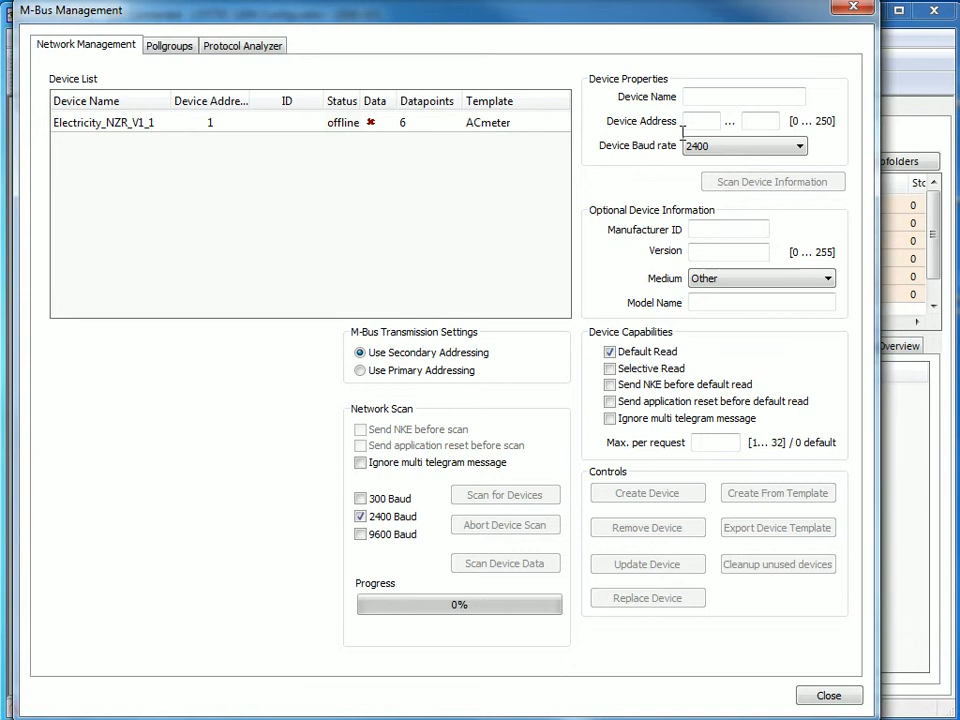 M-Bus Management
Network Management Pollgroups Protocol Analyzer
Device List
Device Name Device Addre... ID Status Data Datapoints Template
Electricity_NZR_V1_1 1 offline 6 ACmeter
Device Properties
Device Name
Device Address ... [0 ... 250]
Device Baud rate 2400
Scan Device Information
Optional Device Information
Manufacturer ID
Version [0 ... 255]
Medium Other
Model Name
M-Bus Transmission Settings
Use Secondary Addressing
Use Primary Addressing
Network Scan
Send NKE before scan
Send application reset before scan
Ignore multi telegram message
300 Baud
2400 Baud
9600 Baud
Scan for Devices
Abort Device Scan
Scan Device Data
Progress
0%
Device Capabilities
Default Read
Selective Read
Send NKE before default read
Send application reset before default read
Ignore multi telegram message
Max. per request [1... 32] / 0 default
Controls
Create Device Create From Template
Remove Device Export Device Template
Update Device Cleanup unused devices
Replace Device
Close
opfolders
Stc
0
0
0
0
0
0
Overview